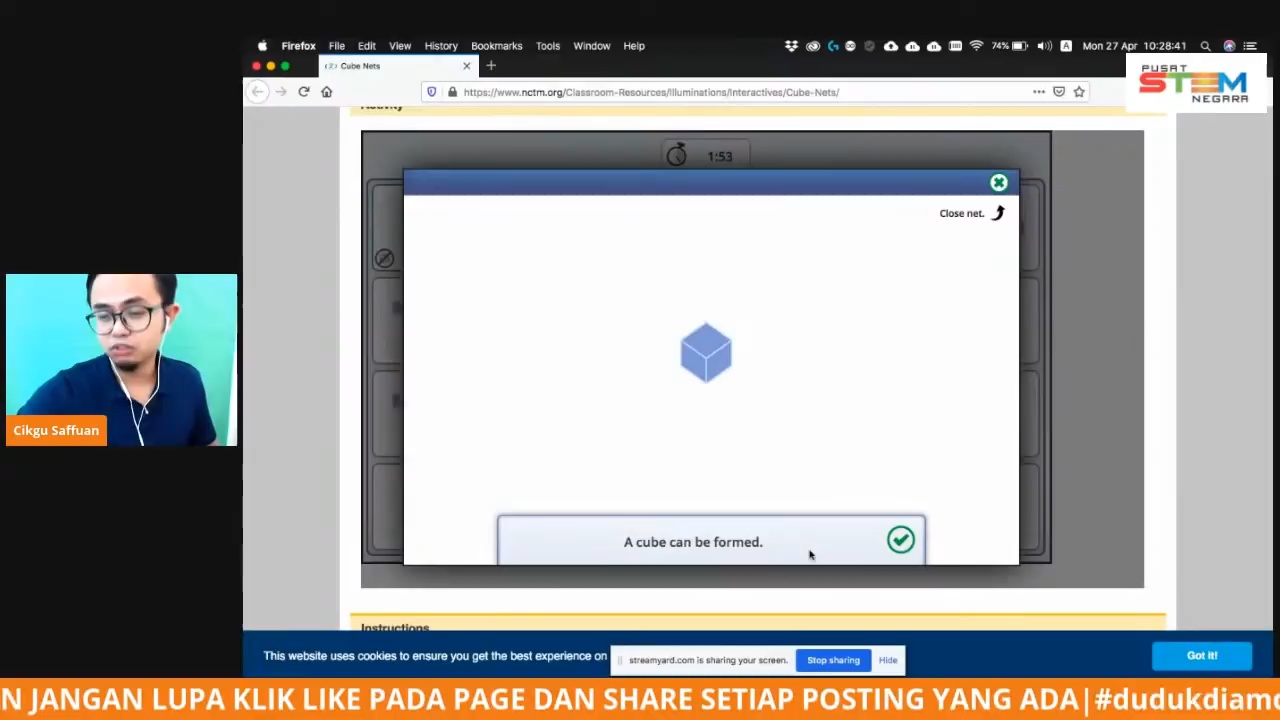 Firefox File Edit View History Bookmarks Tools Window Help 74% A Mon 27 Apr 10:28:41
Cube Nets
https://www.nctm.org/Classroom-Resources/Illuminations/Interactives/Cube-Nets/
PUSAT
STEM
NEGARA
Activity
1:53
Close net.
Cikgu Saffuan
A cube can be formed.
Instructions
This website uses cookies to ensure you get the best experience on
streamyard.com is sharing your screen. Stop sharing Hide
Got It!
N JANGAN LUPA KLIK LIKE PADA PAGE DAN SHARE SETIAP POSTING YANG ADA|#dudukdiam